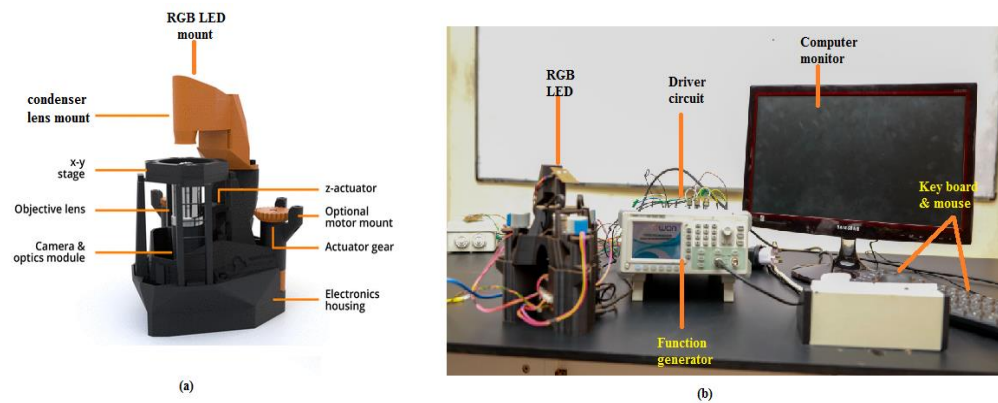 RGB LED
mount
condenser
lens mount
x-y
stage
Objective lens
Camera &
optics module
z-actuator
Optional
motor mount
Actuator gear
Electronics
housing
(a)
RGB
LED
Driver
circuit
Computer
monitor
Key board
& mouse
SAMSUNG
Function
generator
(b)